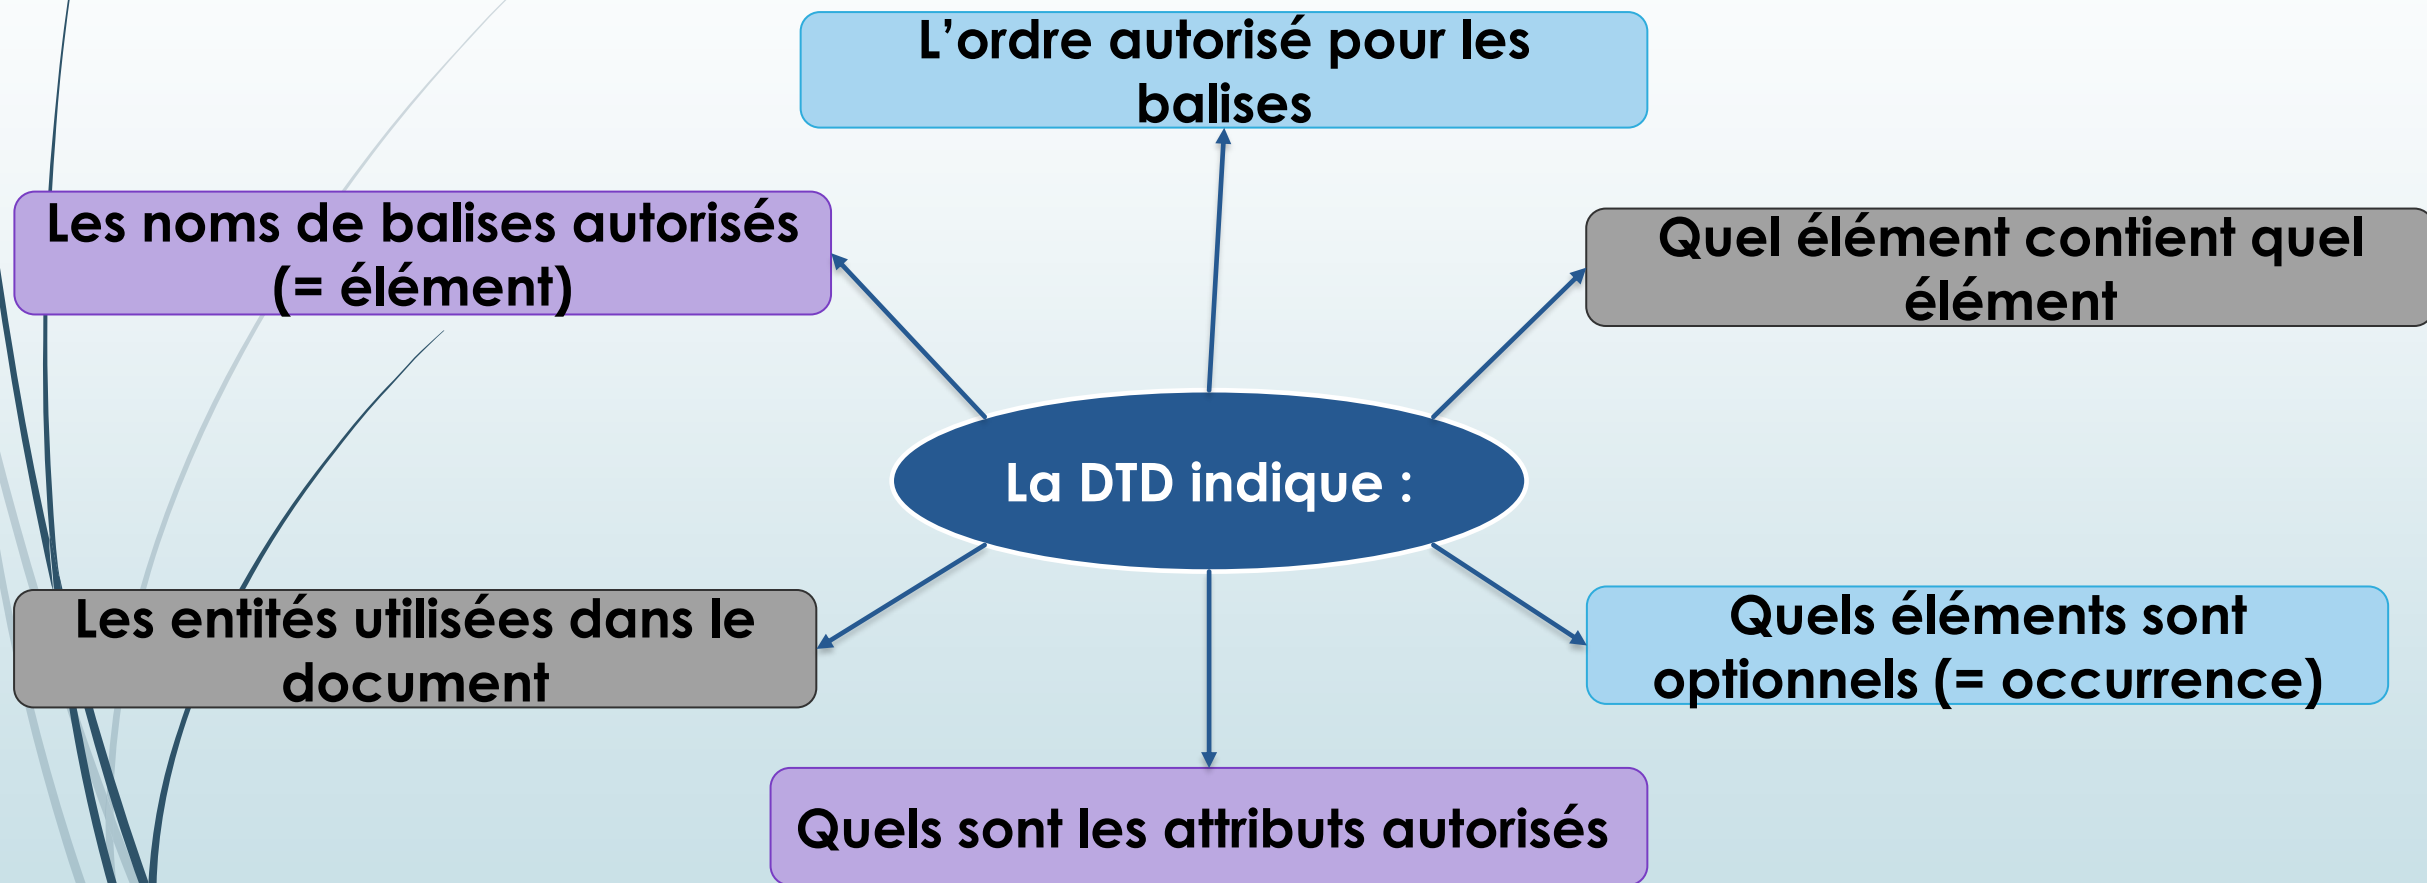 L’ordre autorisé pour les
balises
Les noms de balises autorisés
(= élément)
Quel élément contient quel
élément
La DTD indique :
Les entités utilisées dans le
document
Quels éléments sont
optionnels (= occurrence)
Quels sont les attributs autorisés